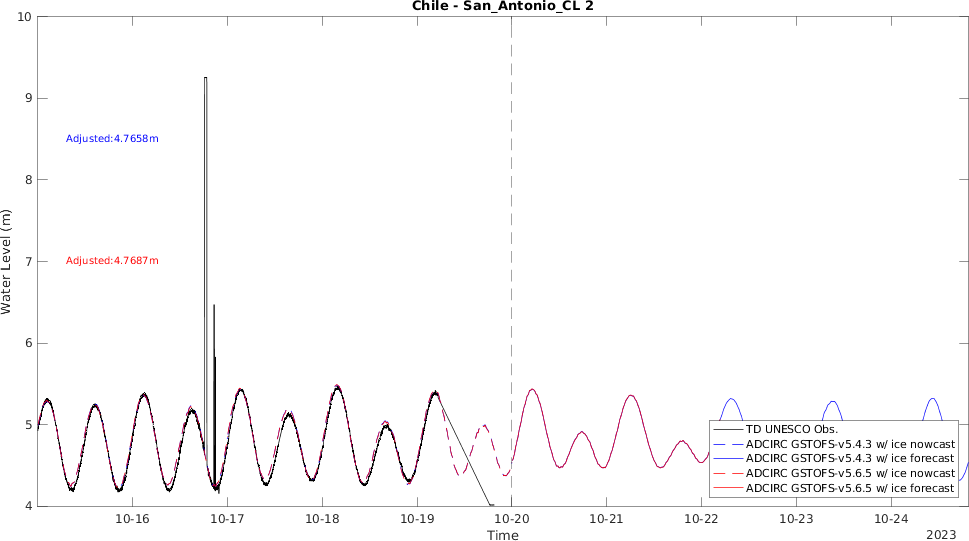 Chile - San_Antonio_CL 2
10
9
8
7
6
5
4
Water Level (m)
Adjusted:4.7658m
Adjusted:4.7687m
TD UNESCO Obs.
ADCIRC GSTOFS-v5.4.3 w/ ice nowcast
ADCIRC GSTOFS-v5.4.3 w/ ice forecast
ADCIRC GSTOFS-v5.6.5 w/ ice nowcast
ADCIRC GSTOFS-v5.6.5 w/ ice forecast
10-16 10-17 10-18 10-19 10-20 10-21 10-22 10-23 10-24
Time
2023